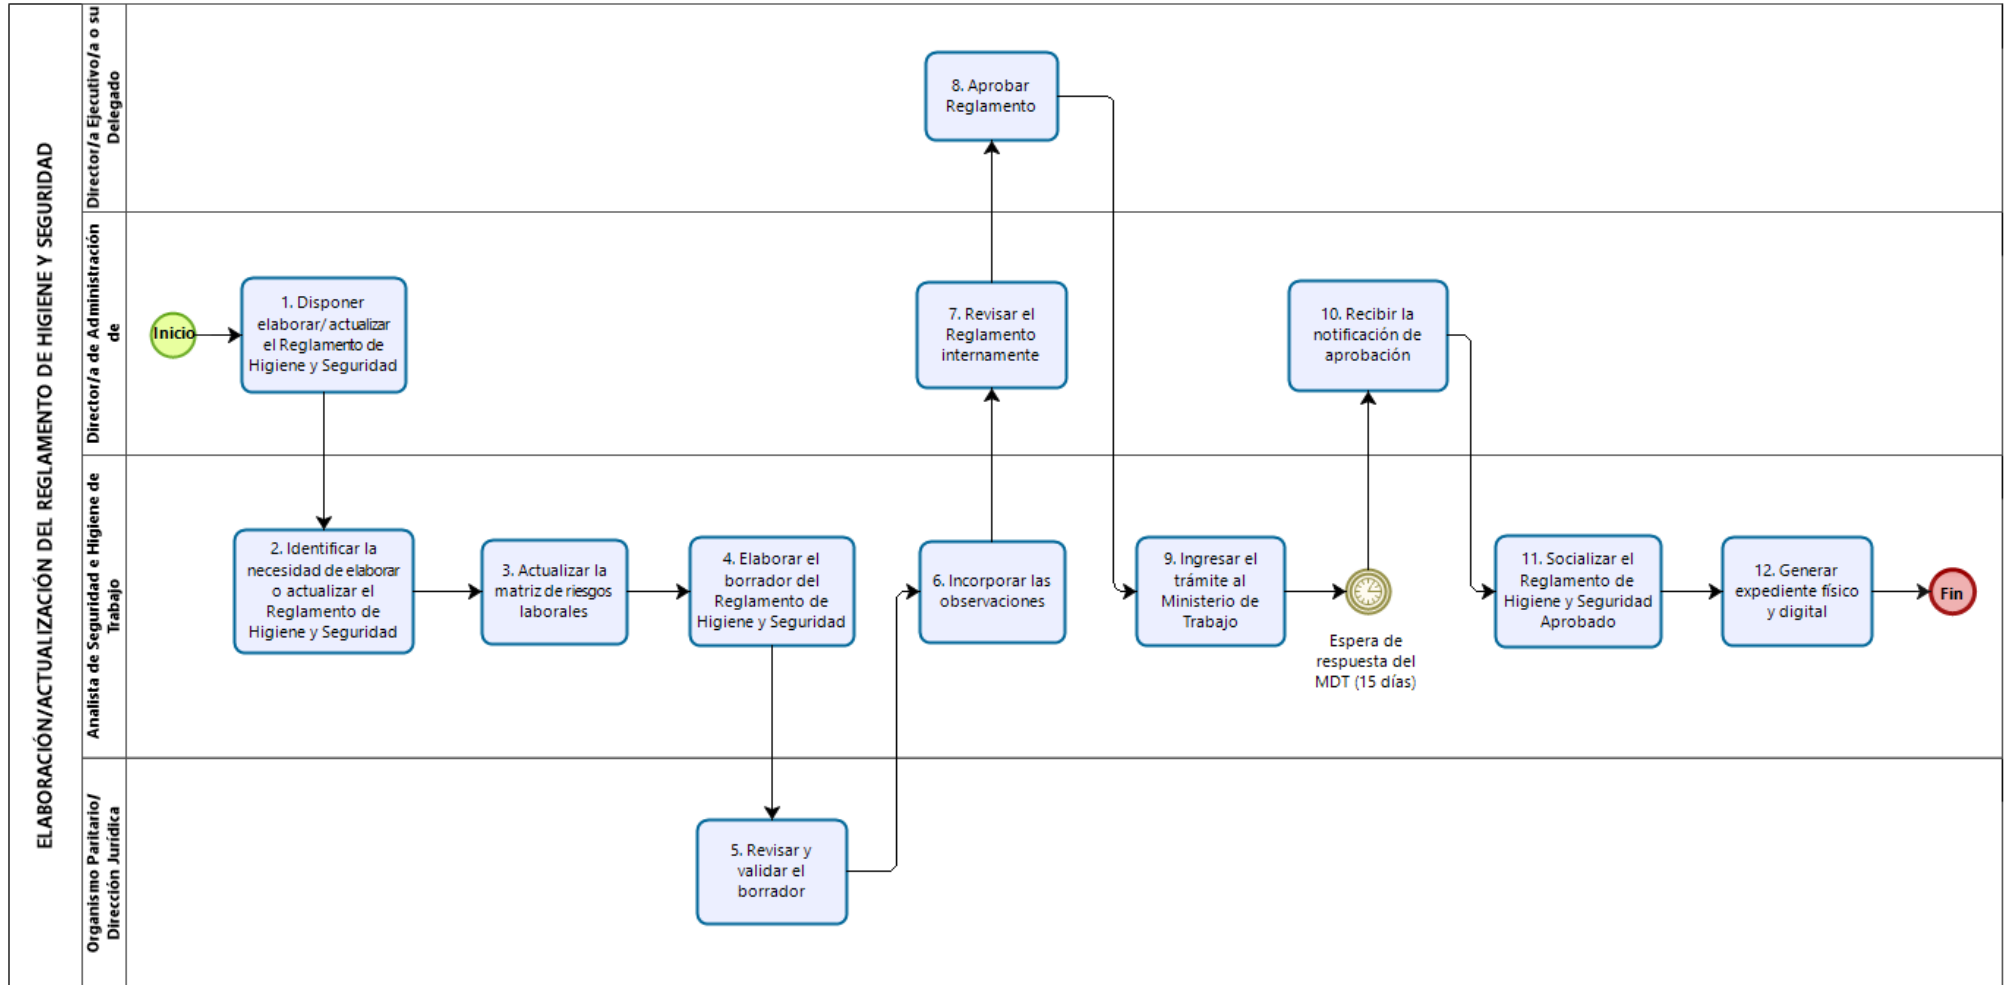 ELABORACIÓN/ACTUALIZACIÓN DEL REGLAMENTO DE HIGIENE Y SEGURIDAD
Director/a Ejecutivo/a o su
Delegado
8. Aprobar
Reglamento
Director/a de Administración
de
Inicio
1. Disponer
elaborar/ actualizar
el Reglamento de
Higiene y Seguridad
7. Revisar el
Reglamento
internamente
10. Recibir la
notificación de
aprobación
Analista de Seguridad e Higiene de
Trabajo
2. Identificar la
necesidad de elaborar
o actualizar el
Reglamento de
Higiene y Seguridad
3. Actualizar la
matriz de riesgos
laborales
4. Elaborar el
borrador del
Reglamento de
Higiene y Seguridad
6. Incorporar las
observaciones
9. Ingresar el
trámite al
Ministerio de
Trabajo
Espera de
respuesta del
MDT (15 días)
11. Socializar el
Reglamento de
Higiene y Seguridad
Aprobado
12. Generar
expediente físico
y digital
Fin
Organismo Paritario/
Dirección Jurídica
5. Revisar y
validar el
borrador